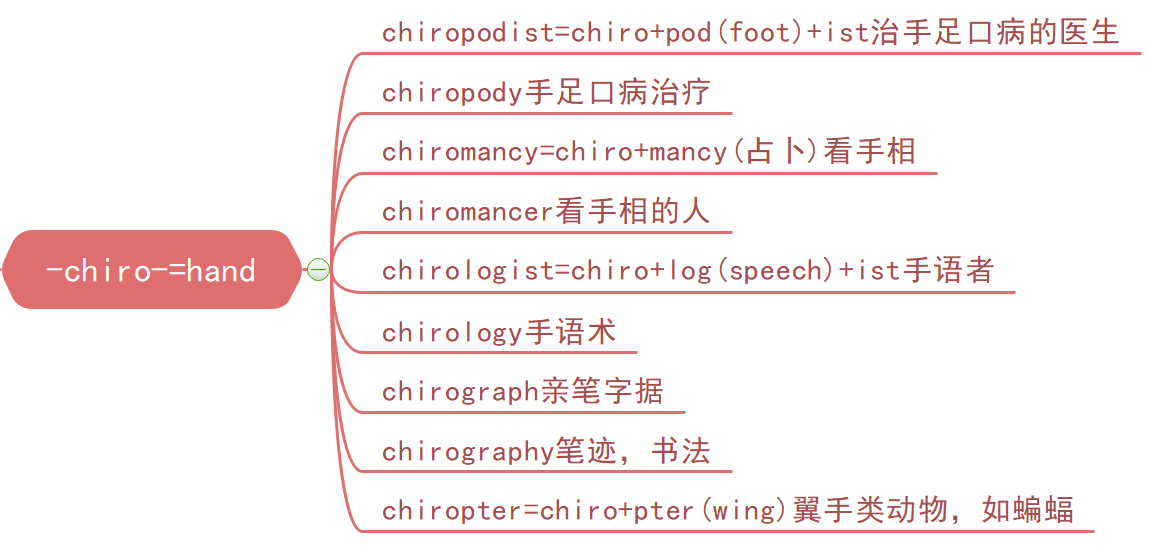 chiropodist=chiro+pod(foot)+ist治手足口病的医生
chiropody手足口病治疗
chiromancy=chiro+mancy(占卜)看手相
chiromancer看手相的人
-chiro-=hand
chirologist=chiro+log(speech)+ist手语者
chirology手语术
chirograph亲笔字据
chirography笔迹，书法
chiropter=chiro+pter(wing)翼手类动物，如蝙蝠